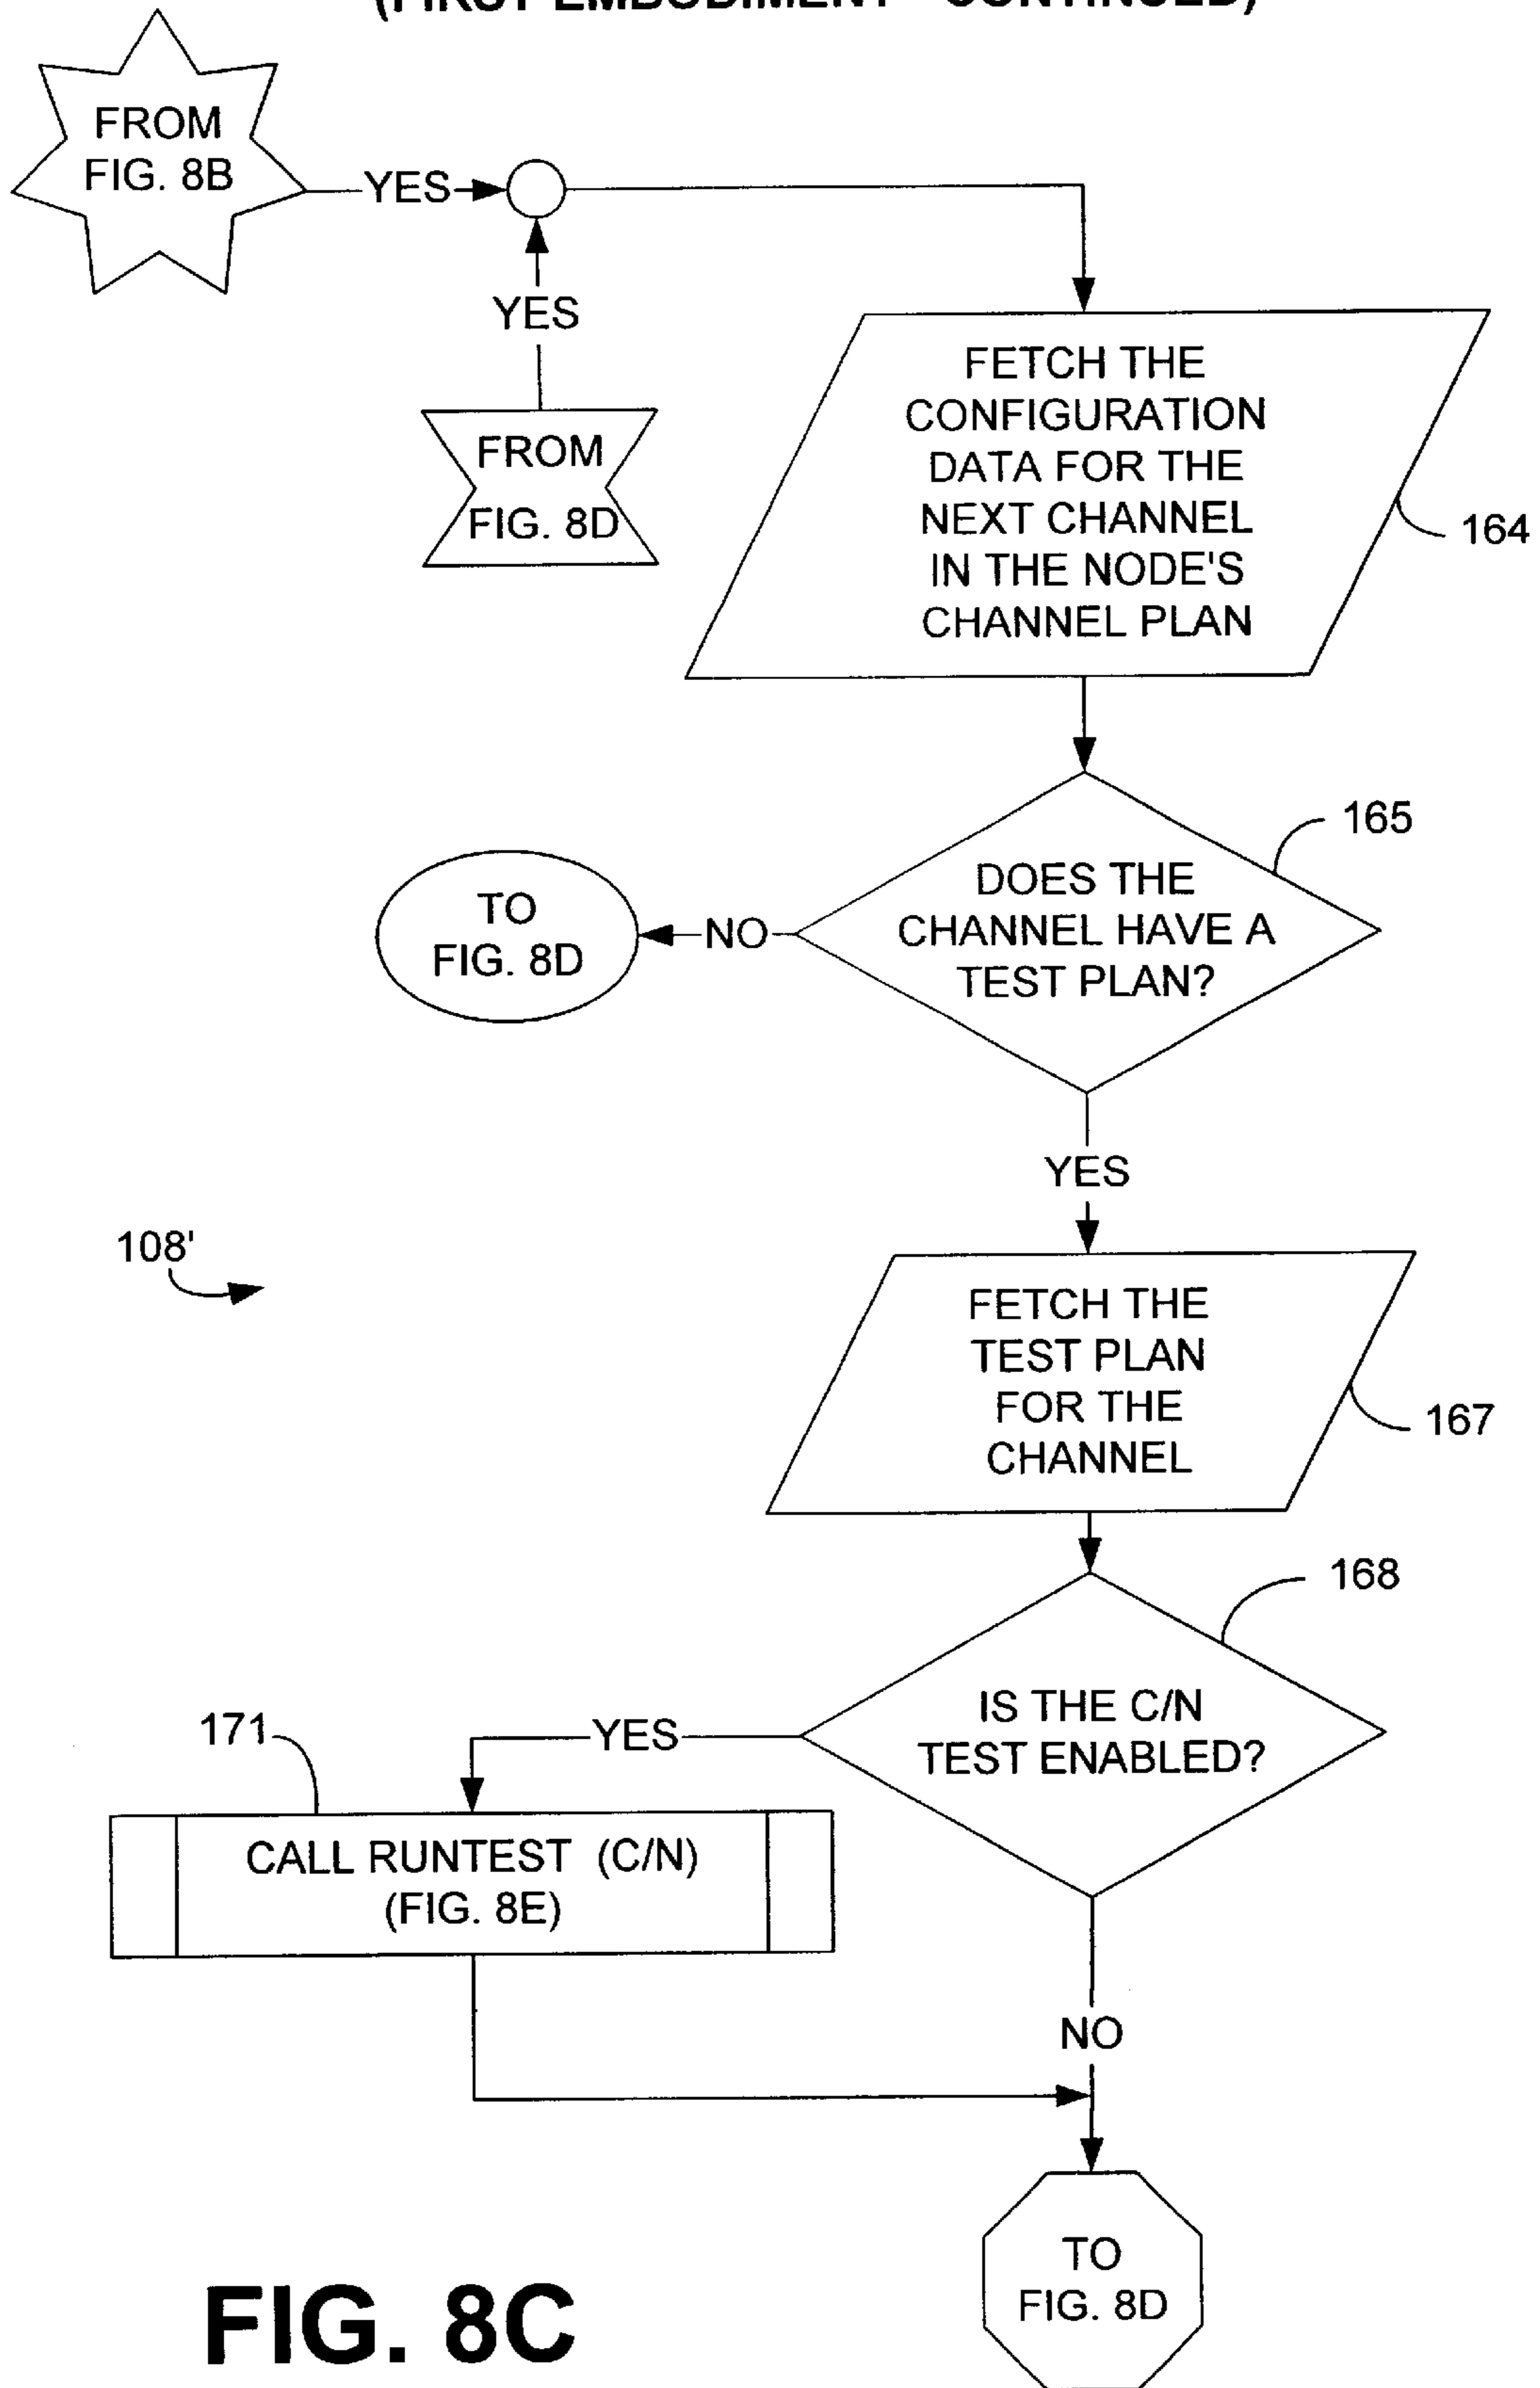 (FIRST EMBODIMENT - CONTINUED)
FROM
FIG. 8B
YES
YES
FROM
FIG. 8D
FETCH THE
CONFIGURATION
DATA FOR THE
NEXT CHANNEL
IN THE NODE'S
CHANNEL PLAN
164
165
DOES THE
CHANNEL HAVE A
TEST PLAN?
NO
TO
FIG. 8D
YES
108'
FETCH THE
TEST PLAN
FOR THE
CHANNEL
167
168
IS THE C/N
TEST ENABLED?
YES
171
CALL RUNTEST (C/N)
(FIG. 8E)
NO
TO
FIG. 8D
FIG. 8C